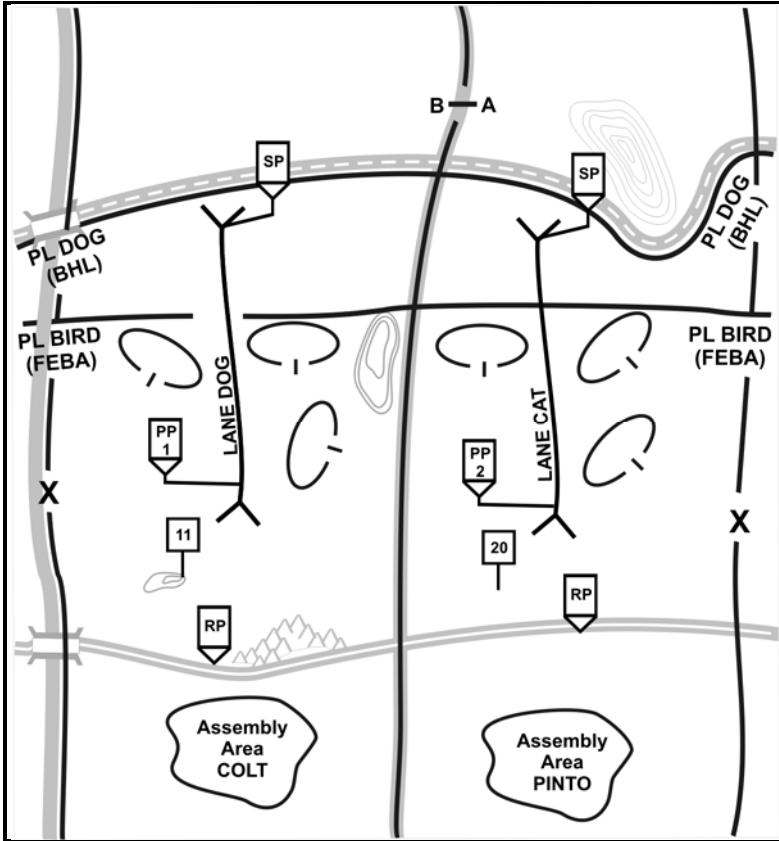 B A
SP
SP
PL DOG
(BHL)
PL DOG
(BHL)
PL BIRD
(FEBA)
PL BIRD
(FEBA)
LANE DOG
LANE CAT
PP
1
PP
2
X
X
11
20
RP
RP
Assembly
Area
COLT
Assembly
Area
PINTO